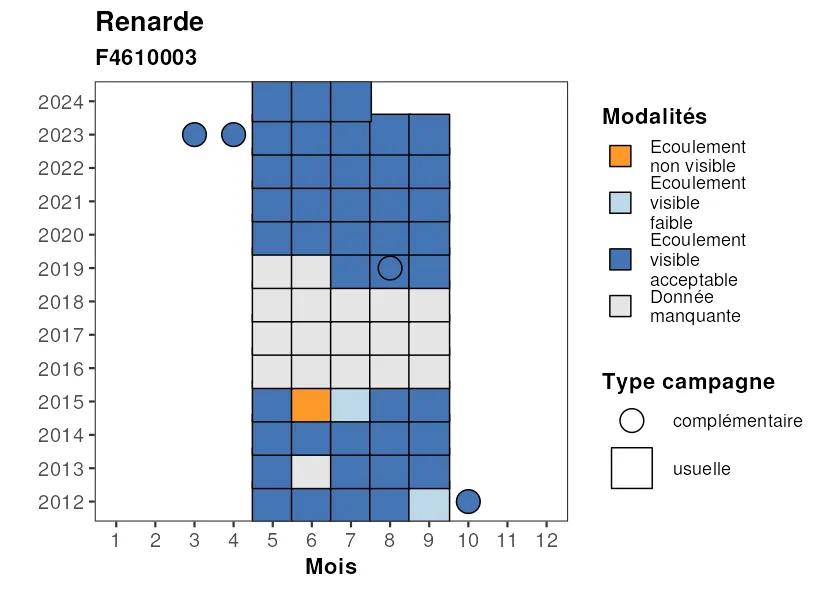 Renarde
F4610003
2024
2023
2022
2021
2020
2019
2018
2017
2016
2015
2014
2013
2012
1 2 3 4 5 6 7 8 9 10 11 12
Mois
Modalités
Ecoulement
non visible
Ecoulement
visible
faible
Ecoulement
visible
acceptable
Donnée
manquante
Type campagne
complémentaire
usuelle